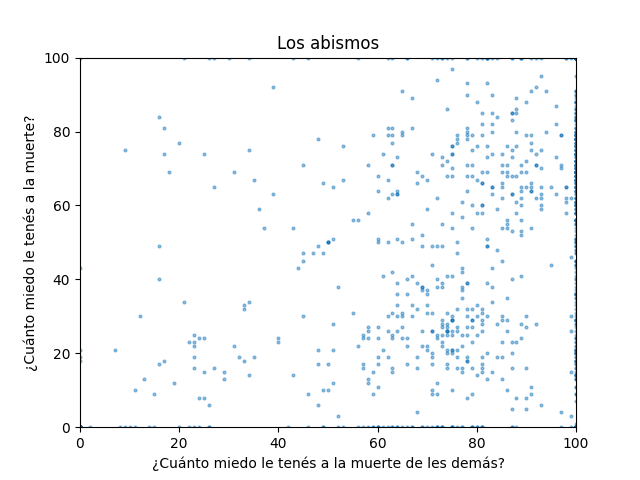 Los abismos
¿Cuánto miedo le tenés a la muerte?
100
80
60
40
20
0
0 20 40 60 80 100
¿Cuánto miedo le tenés a la muerte de les demás?